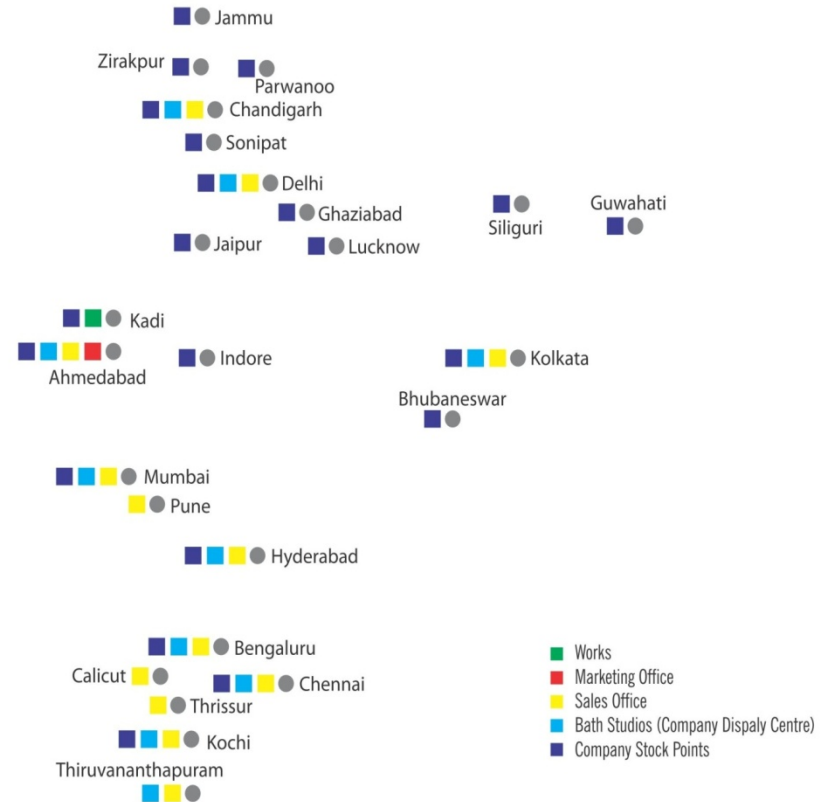 Jammu
Zirakpur
Parwanoo
Chandigarh
Sonipat
Delhi
Ghaziabad
Siliguri
Guwahati
Jaipur
Lucknow
Kadi
Ahmedabad
Indore
Kolkata
Bhubaneswar
Mumbai
Pune
Hyderabad
Bengaluru
Calicut
Chennai
Thrissur
Kochi
Thiruvananthapuram
Works
Marketing Office
Sales Office
Bath Studios (Company Dispaly Centre)
Company Stock Points